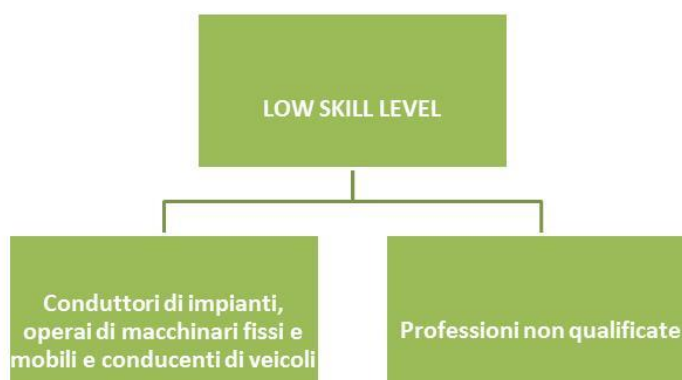 LOW SKILL LEVEL
Conduttori di impianti,
operai di macchinari fissi e
mobili e conducenti di veicoli
Professioni non qualificate